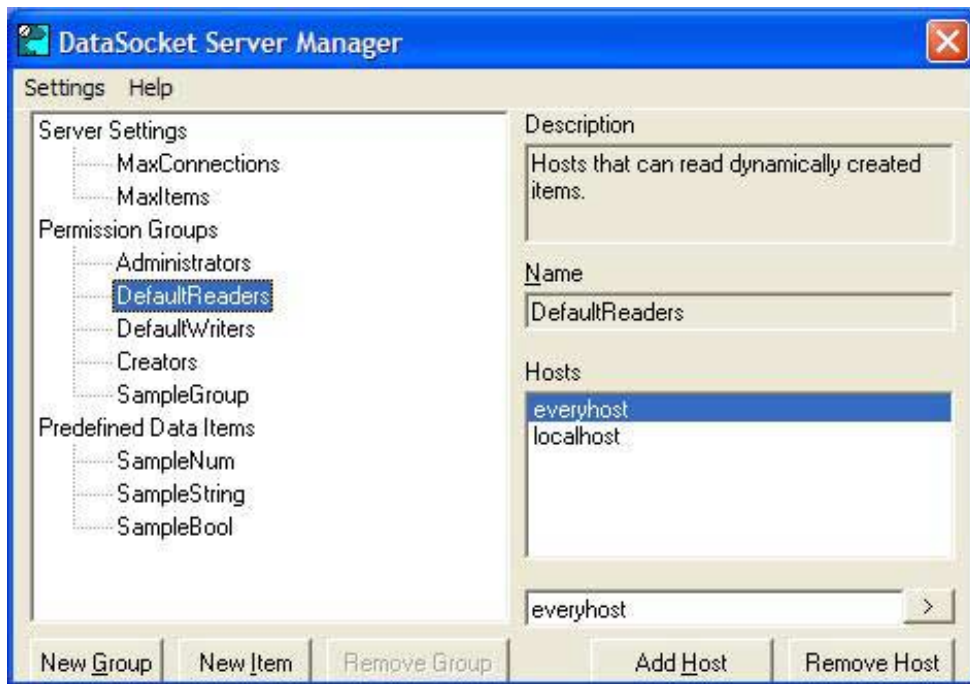 DataSocket Server Manager
Settings Help
Server Settings
MaxConnections
MaxItems
Permission Groups
Administrators
DefaultReaders
DefaultWriters
Creators
SampleGroup
Predefined Data Items
SampleNum
SampleString
SampleBool
New Group New Item Remove Group
Description
Hosts that can read dynamically created
items.
Name
DefaultReaders
Hosts
everyhost
localhost
everyhost >
Add Host Remove Host